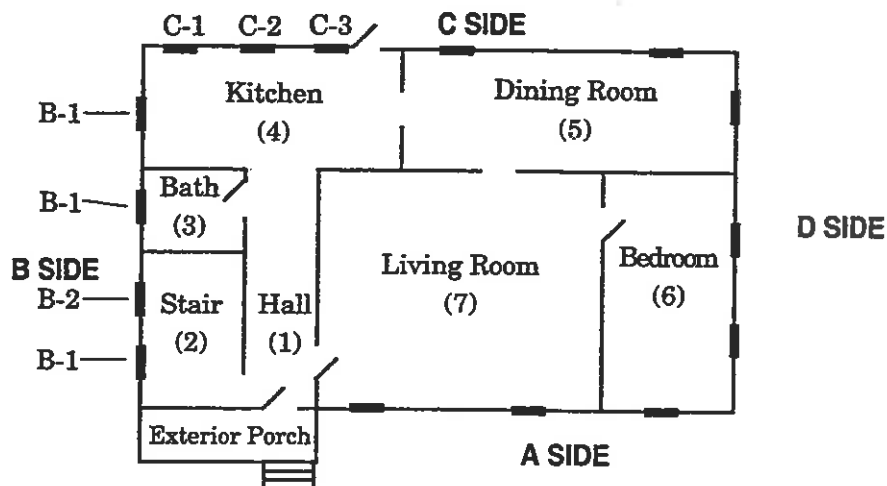 C-1 C-2 C-3 C SIDE
Kitchen
(4)
Dining Room
(5)
B-1
B-1
Bath
(3)
D SIDE
B SIDE
B-2
B-1
Stair
(2)
Hall
(1)
Living Room
(7)
Bedroom
(6)
Exterior Porch
A SIDE